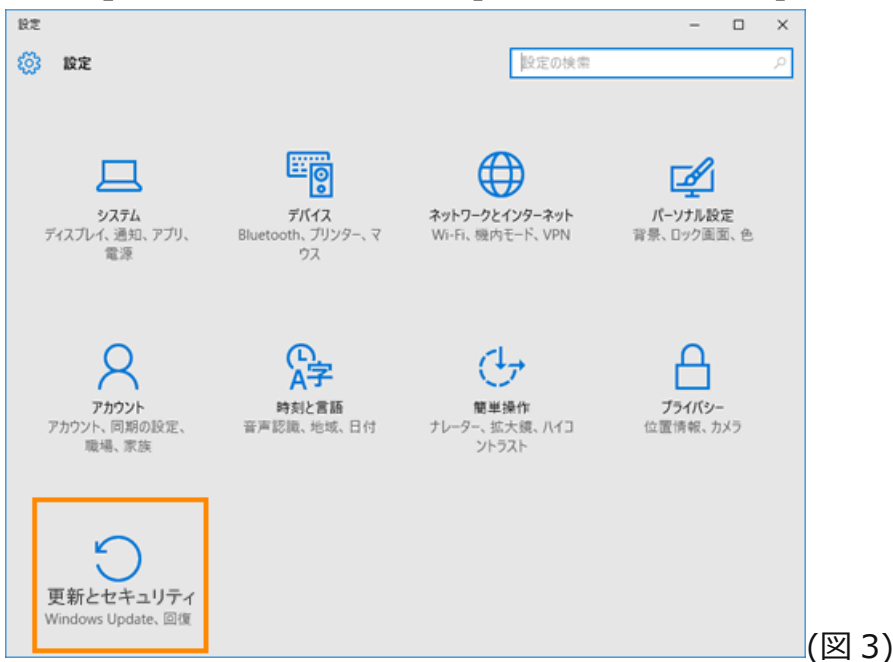 設定
設定
設定の検索
システム
ディスプレイ、通知、アプリ、
電源
デバイス
Bluetooth、プリンター、マ
ウス
ネットワークとインターネット
Wi-Fi、機内モード、VPN
パーソナル設定
背景、ロック画面、色
アカウント
アカウント、同期の設定、
職場、家族
時刻と言語
音声認識、地域、日付
簡単操作
ナレーター、拡大鏡、ハイコ
ントラスト
プライバシー
位置情報、カメラ
更新とセキュリティ
Windows Update、回復
(図 3)